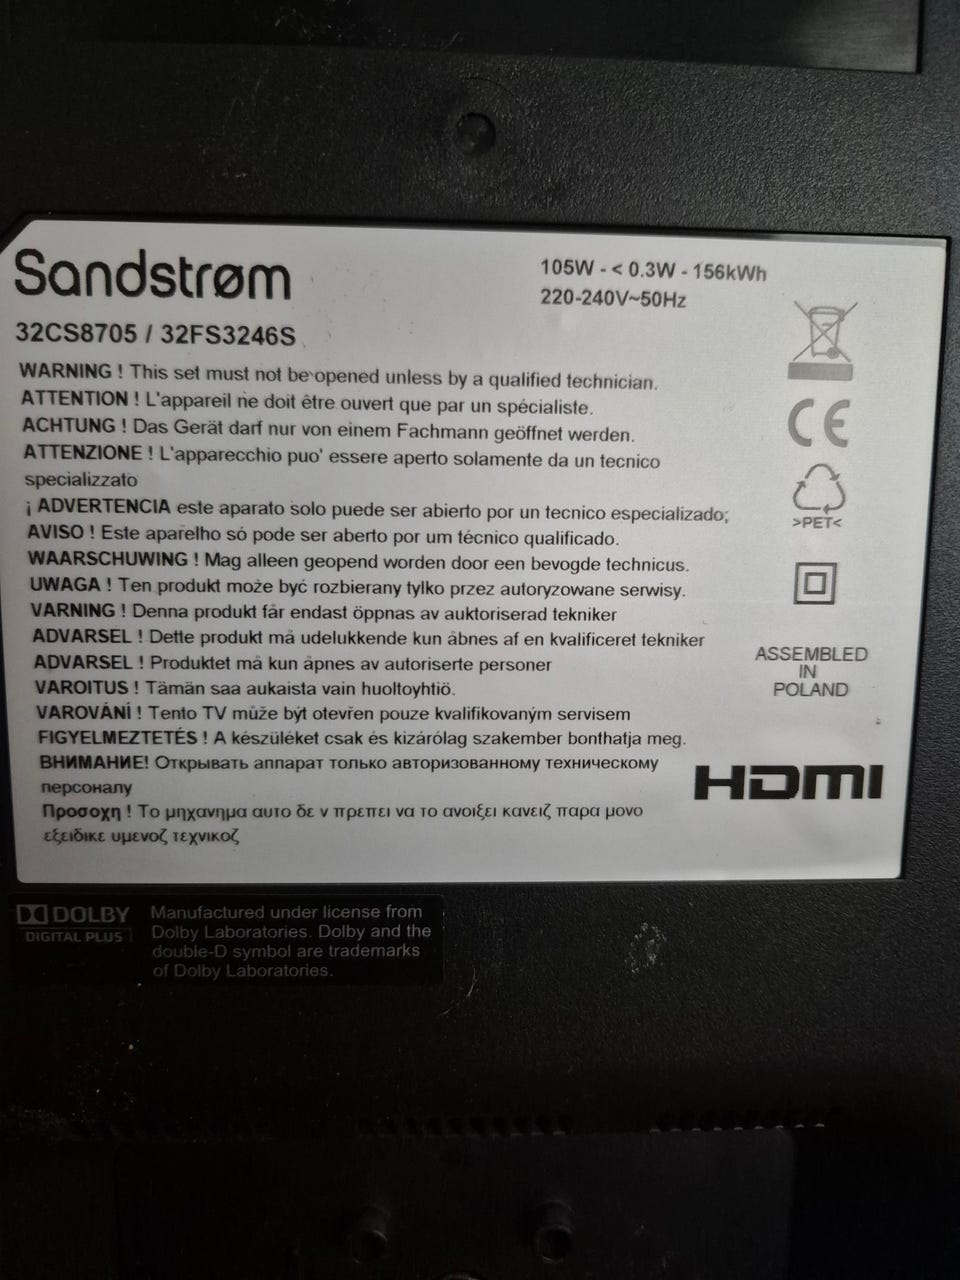 Sandstrøm
32CS8705 / 32FS3246S
105W - < 0.3W - 156kWh
220-240V~50Hz
WARNING ! This set must not be opened unless by a qualified technician.
ATTENTION ! L'appareil ne doit être ouvert que par un spécialiste.
ACHTUNG ! Das Gerät darf nur von einem Fachmann geöffnet werden.
ATTENZIONE ! L'apparecchio puo' essere aperto solamente da un tecnico
specializzato
¡ ADVERTENCIA este aparato solo puede ser abierto por un tecnico especializado;
AVISO ! Este aparelho só pode ser aberto por um técnico qualificado.
WAARSCHUWING ! Mag alleen geopend worden door een bevogde technicus.
UWAGA ! Ten produkt może być rozbierany tylko przez autoryzowane serwisy.
VARNING ! Denna produkt får endast öppnas av auktoriserad tekniker
ADVARSEL ! Dette produkt må udelukkende kun åbnes af en kvalificeret tekniker
ADVARSEL ! Produktet må kun åpnes av autoriserte personer
VAROITUS ! Tämän saa aukaista vain huoltoyhtiö.
VAROVÁNÍ ! Tento TV může být otevřen pouze kvalifikovaným servisem
FIGYELMEZTETÉS ! A készüléket csak és kizárólag szakember bonthatja meg.
ВНИМАНИЕ! Открывать аппарат только авторизованному техническому
персоналу
Προσοχη ! Το μηχανημα αυτο δε ν πρεπει να το ανοιξει κανειζ παρα μονο
εξειδικε υμενοζ τεχνικοζ
CE
>PET<
ASSEMBLED
IN
POLAND
HDMI
DOLBY
DIGITAL PLUS
Manufactured under license from
Dolby Laboratories. Dolby and the
double-D symbol are trademarks
of Dolby Laboratories.